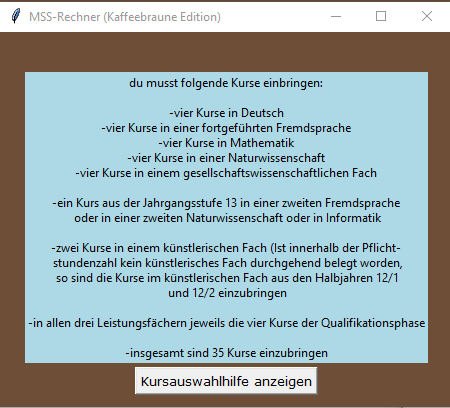 MSS-Rechner (Kaffeebraune Edition)
du musst folgende Kurse einbringen:
-vier Kurse in Deutsch
-vier Kurse in einer fortgeführten Fremdsprache
-vier Kurse in Mathematik
-vier Kurse in einer Naturwissenschaft
-vier Kurse in einem gesellschaftswissenschaftlichen Fach
-ein Kurs aus der Jahrgangsstufe 13 in einer zweiten Fremdsprache
oder in einer zweiten Naturwissenschaft oder in Informatik
-zwei Kurse in einem künstlerischen Fach (Ist innerhalb der Pflicht-
stundenzahl kein künstlerisches Fach durchgehend belegt worden,
so sind die Kurse im künstlerischen Fach aus den Halbjahren 12/1
und 12/2 einzubringen
-in allen drei Leistungsfächern jeweils die vier Kurse der Qualifikationsphase
-insgesamt sind 35 Kurse einzubringen
Kursauswahlhilfe anzeigen